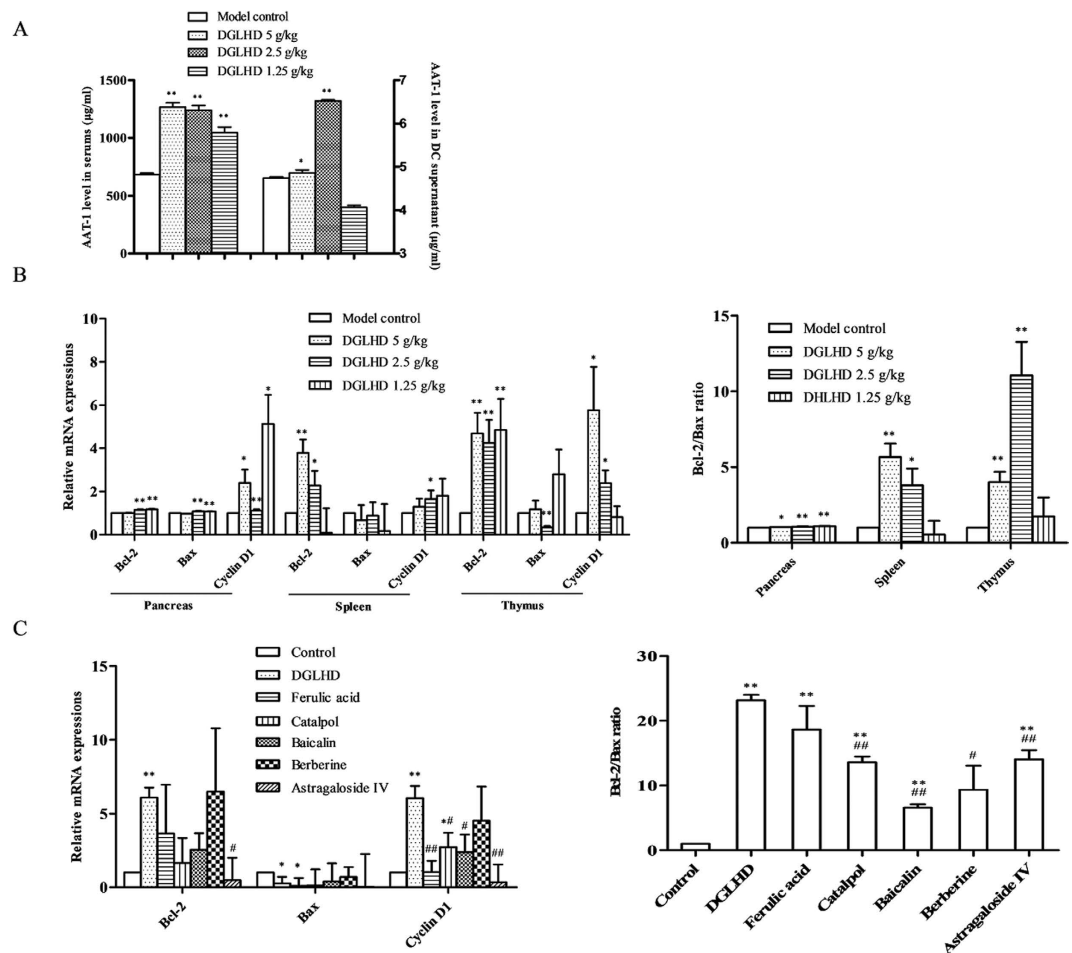 A
Model control
DGLHD 5 g/kg
DGLHD 2.5 g/kg
DGLHD 1.25 g/kg
AAT-1 level in serums (µg/ml)
1500
1000
500
0
** ** ** * **
7
6
5
4
3
AAT-1 level in DC supernatant (µg/ml)
B
Relative mRNA expressions
10
8
6
4
2
0
Model control
DGLHD 5 g/kg
DGLHD 2.5 g/kg
DGLHD 1.25 g/kg
** ** ** ** * ** * ** * * ** ** ** ** * *
Bcl-2 Bax Cyclin D1 Bcl-2 Bax Cyclin D1 Bcl-2 Bax Cyclin D1
Pancreas Spleen Thymus
Bcl-2/Bax ratio
15
10
5
0
Model control
DGLHD 5 g/kg
DGLHD 2.5 g/kg
DHLHD 1.25 g/kg
* ** ** ** * ** **
Pancreas Spleen Thymus
C
Relative mRNA expressions
15
10
5
0
Control
DGLHD
Ferulic acid
Catalpol
Baicalin
Berberine
Astragaloside IV
** # * * ** ## *# # ##
Bcl-2 Bax Cyclin D1
Bcl-2/Bax ratio
30
20
10
0
** ** ** ** # **
## ## ##
Control DGLHD Ferulic acid Catalpol Baicalin Berberine Astragaloside IV